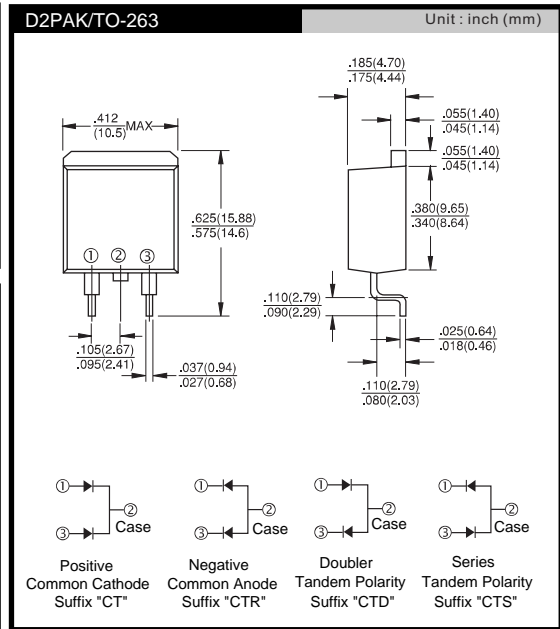 D2PAK/TO-263
Unit : inch (mm)
.185(4.70)
.175(4.44)
.412
(10.5)
MAX
.055(1.40)
.045(1.14)
.055(1.40)
.045(1.14)
.625(15.88)
.575(14.6)
.380(9.65)
.340(8.64)
① ② ③
.110(2.79)
.090(2.29)
.105(2.67)
.095(2.41)
.037(0.94)
.027(0.68)
.025(0.64)
.018(0.46)
.110(2.79)
.080(2.03)
①
②
Case
③
Positive
Common Cathode
Suffix "CT"
①
②
Case
③
Negative
Common Anode
Suffix "CTR"
①
②
Case
③
Doubler
Tandem Polarity
Suffix "CTD"
①
②
Case
③
Series
Tandem Polarity
Suffix "CTS"